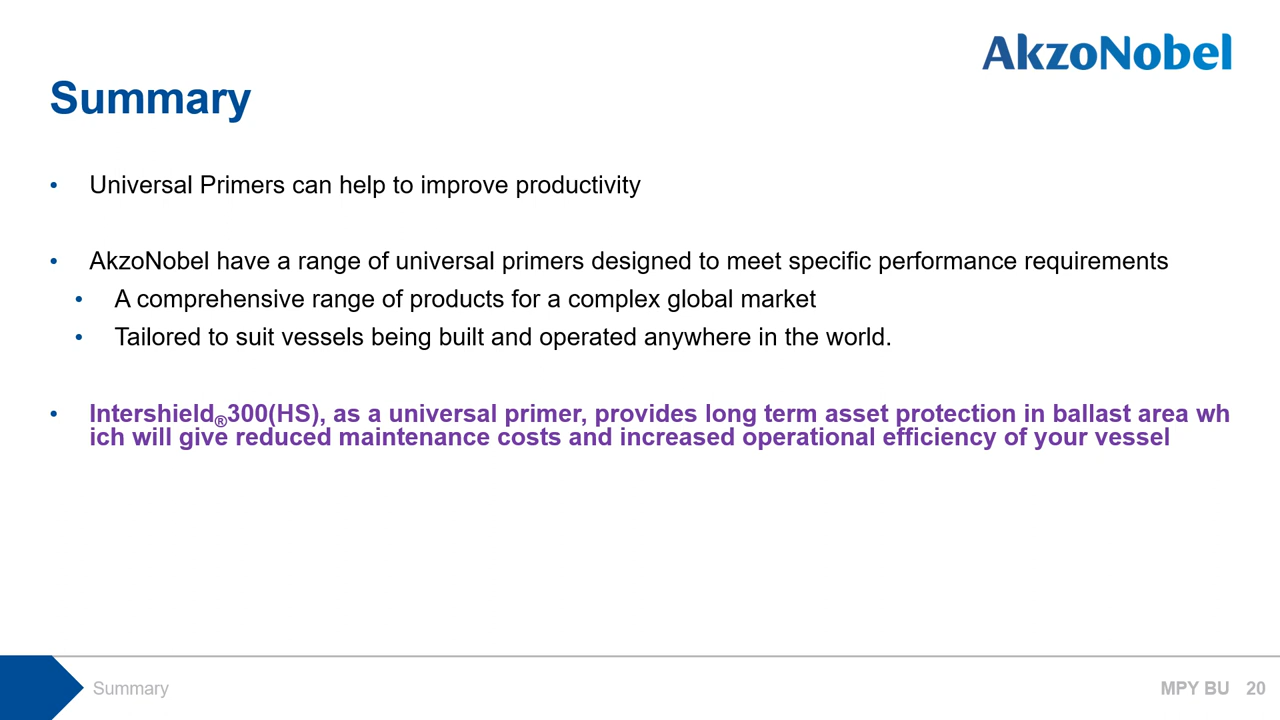 AkzoNobel
Summary
• Universal Primers can help to improve productivity
• AkzoNobel have a range of universal primers designed to meet specific performance requirements
• A comprehensive range of products for a complex global market
• Tailored to suit vessels being built and operated anywhere in the world.
• Intershield®300(HS), as a universal primer, provides long term asset protection in ballast area wh
ich will give reduced maintenance costs and increased operational efficiency of your vessel
Summary
MPY BU 20